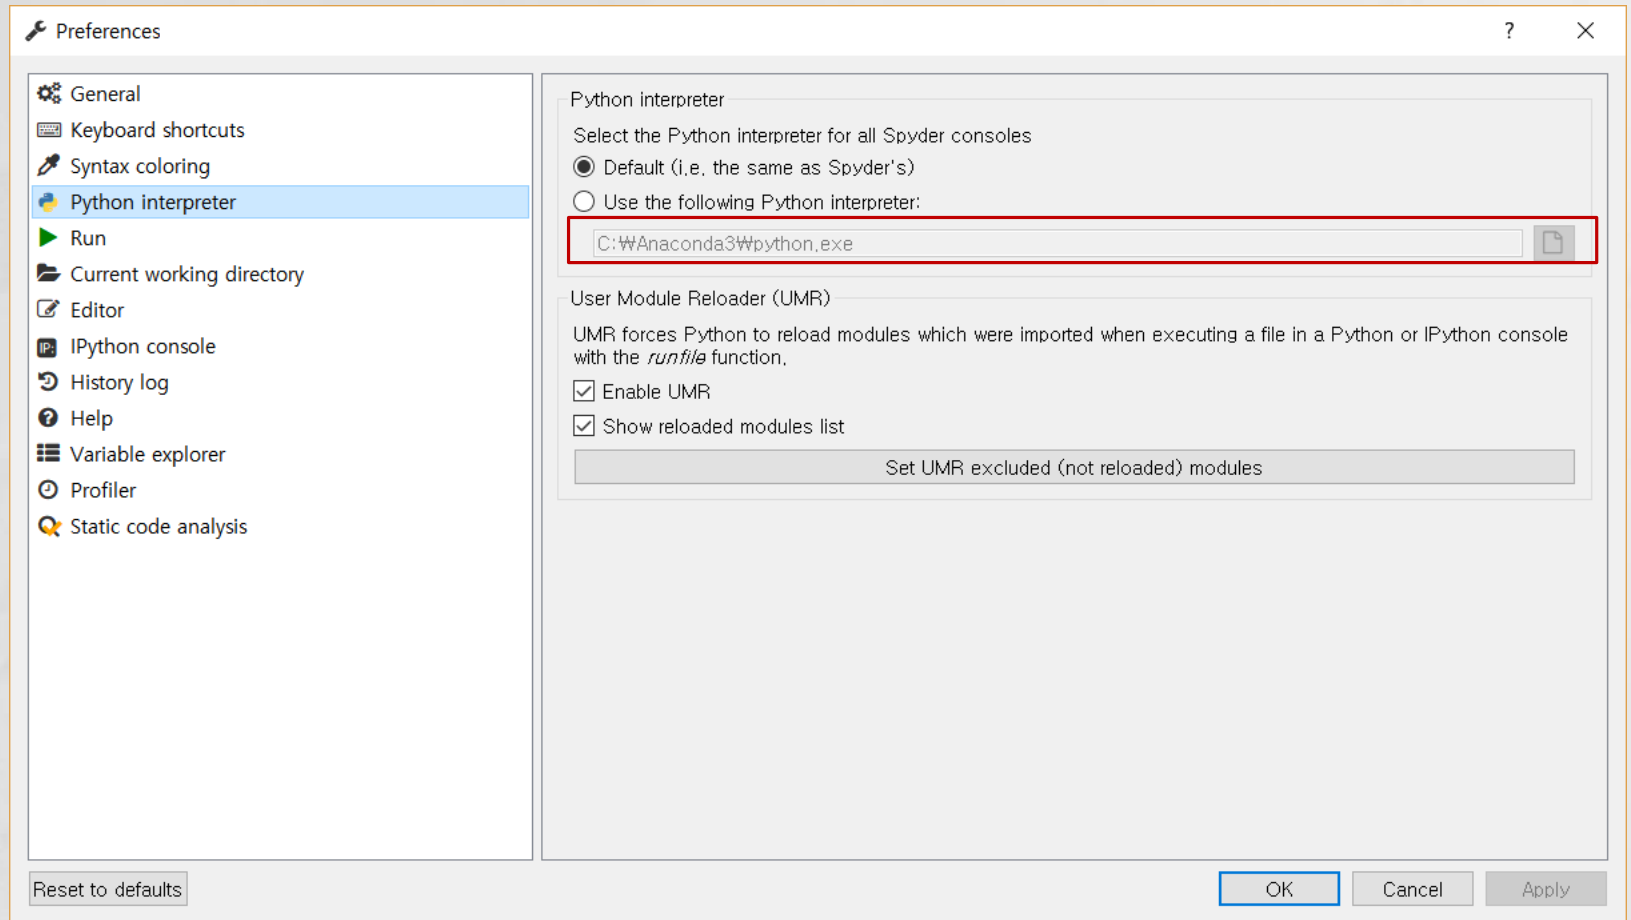 Preferences
?
General
Keyboard shortcuts
Syntax coloring
Python interpreter
Run
Current working directory
Editor
IP:
IPython console
History log
Help
Variable explorer
Profiler
Static code analysis
Python interpreter
Select the Python interpreter for all Spyder consoles
Default (i.e. the same as Spyder's)
Use the following Python interpreter:
C:₩Anaconda3₩python.exe
User Module Reloader (UMR)
UMR forces Python to reload modules which were imported when executing a file in a Python or IPython console
with the runfile function.
Enable UMR
Show reloaded modules list
Set UMR excluded (not reloaded) modules
Reset to defaults
OK
Cancel
Apply